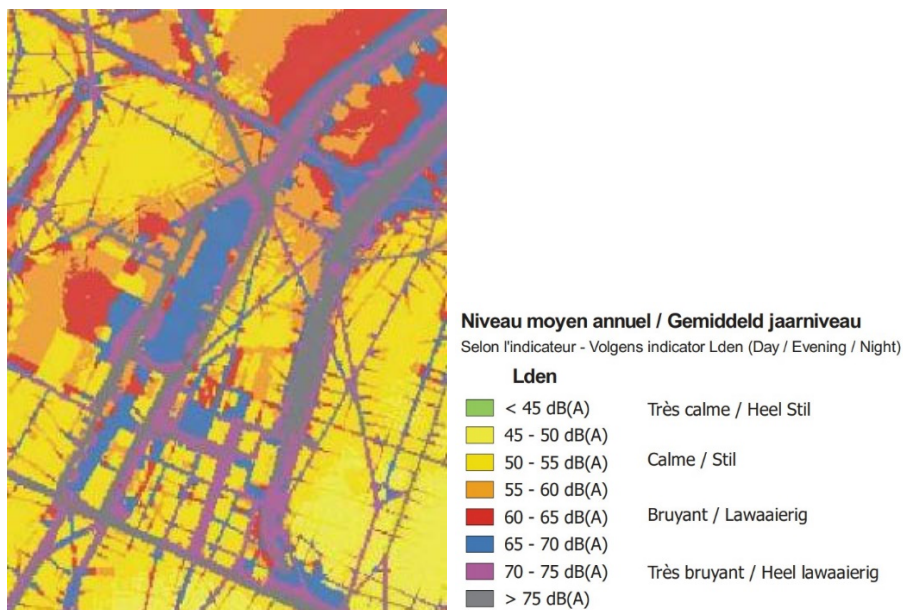 Niveau moyen annuel / Gemiddeld jaarniveau
Selon l'indicateur - Volgens indicator Lden (Day / Evening / Night)
Lden
< 45 dB(A) Très calme / Heel Stil
45 - 50 dB(A)
50 - 55 dB(A) Calme / Stil
55 - 60 dB(A)
60 - 65 dB(A) Bruyant / Lawaaierig
65 - 70 dB(A)
70 - 75 dB(A) Très bruyant / Heel lawaaierig
> 75 dB(A)